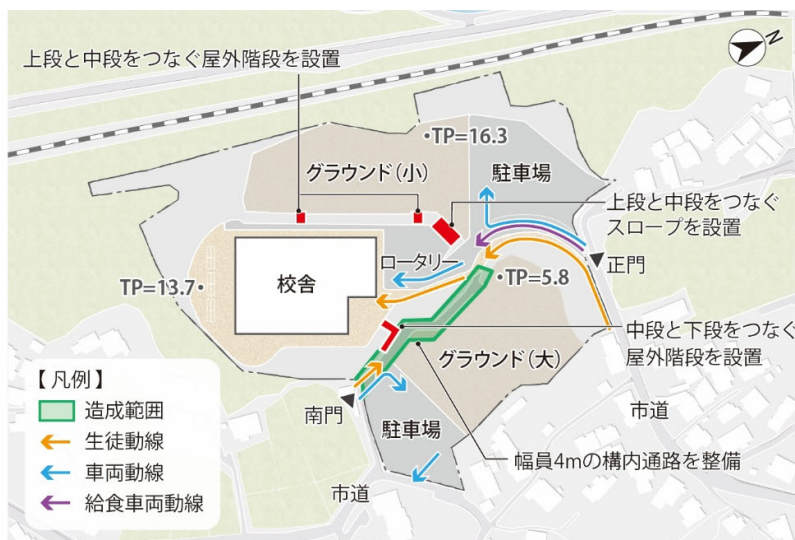 上段と中段をつなぐ屋外階段を設置
N
・TP=16.3
グラウンド(小)
駐車場
上段と中段をつなぐ
スロープを設置
ロータリー
正門
TP=13.7・
校舎
・TP=5.8
中段と下段をつなぐ
屋外階段を設置
グラウンド(大)
【凡例】
造成範囲
生徒動線
車両動線
給食車両動線
南門
駐車場
市道
幅員4mの構内通路を整備
市道